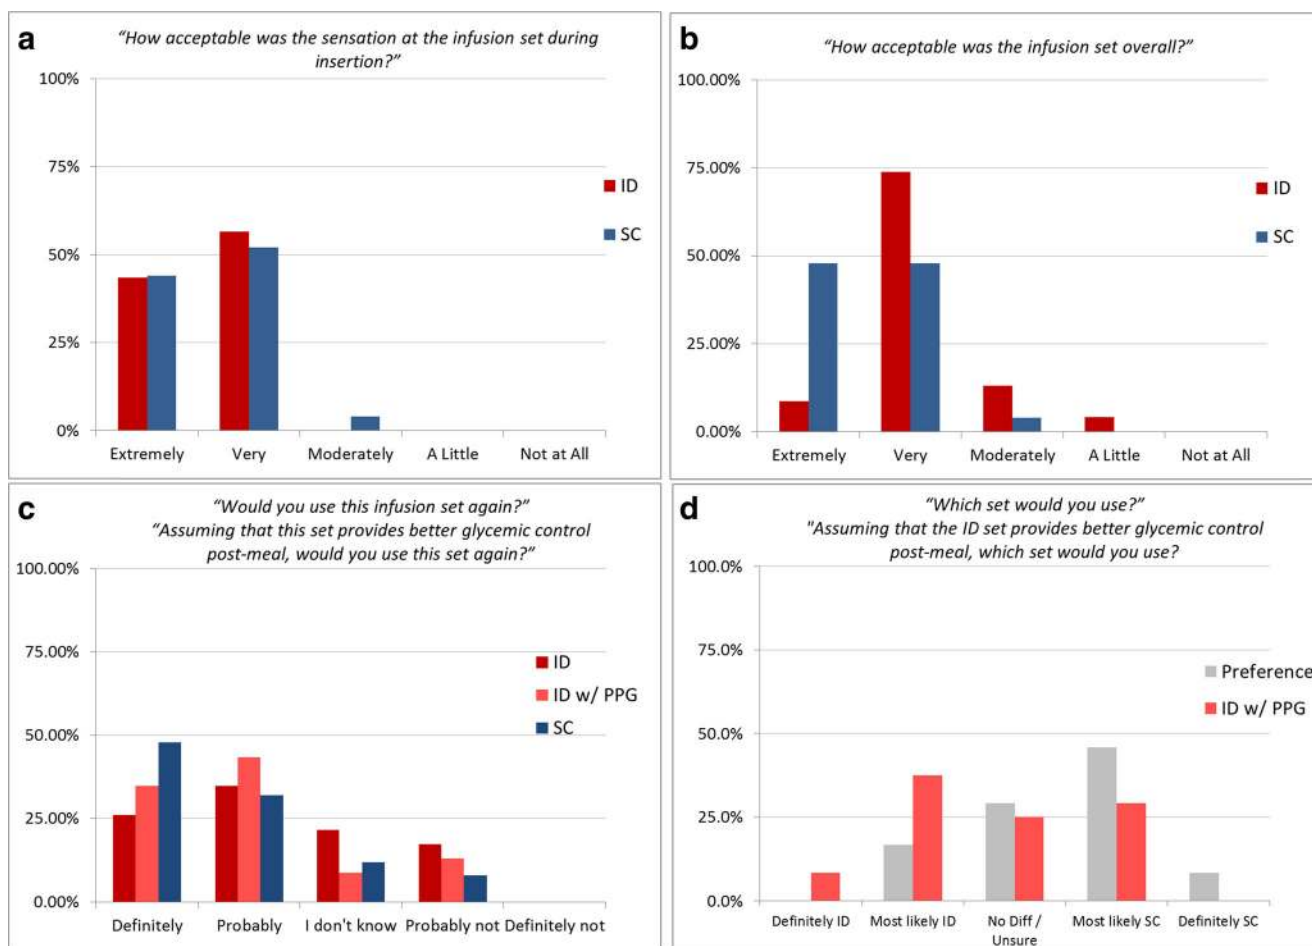 a
“How acceptable was the sensation at the infusion set during
insertion?”
100%
75%
50%
25%
0%
ID
SC
Extremely Very Moderately A Little Not at All
b
“How acceptable was the infusion set overall?”
100.00%
75.00%
50.00%
25.00%
0.00%
ID
SC
Extremely Very Moderately A Little Not at All
c
“Would you use this infusion set again?”
“Assuming that this set provides better glycemic control
post-meal, would you use this set again?”
100.00%
75.00%
50.00%
25.00%
0.00%
ID
ID w/ PPG
SC
Definitely Probably I don't know Probably not Definitely not
d
“Which set would you use?”
"Assuming that the ID set provides better glycemic control
post-meal, which set would you use?
100.0%
75.0%
50.0%
25.0%
0.0%
Preference
ID w/ PPG
Definitely ID Most likely ID No Diff / Most likely SC Definitely SC
Unsure